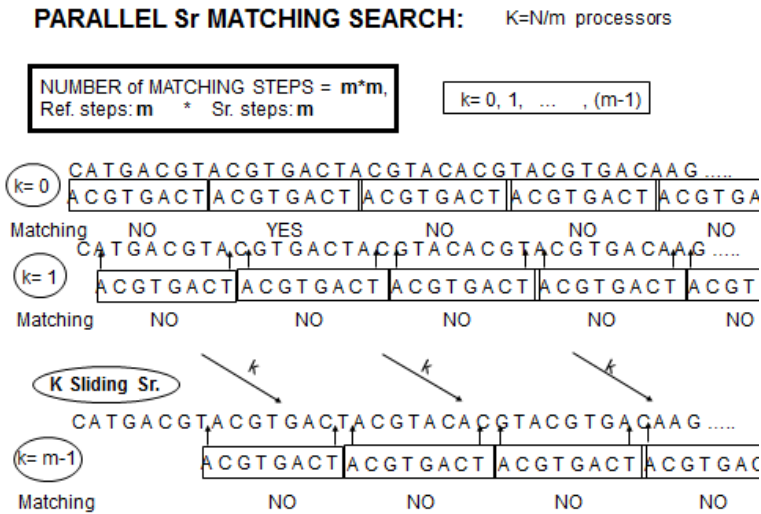 PARALLEL Sr MATCHING SEARCH: K=N/m processors
NUMBER of MATCHING STEPS = m*m,
Ref. steps: m * Sr. steps: m
k= 0, 1, ... , (m-1)
CATGACGTACGTGACTACGTACACGTACGTGACAAG .....
k= 0
ACGTGACT ACGTGACT ACGTGACT ACGTGACT ACGTGA
Matching NO YES NO NO NO
CATGACGTACGTGACTACGTACACGTACGTGACAAG .....
k= 1
ACGTGACT ACGTGACT ACGTGACT ACGTGACT ACGT
Matching NO NO NO NO NO
k k k
K Sliding Sr.
CATGACGTACGTGACTACGTACACGTACGTGACAAG .....
k= m-1
ACGTGACT ACGTGACT ACGTGACT ACGTGAC
Matching NO NO NO NO